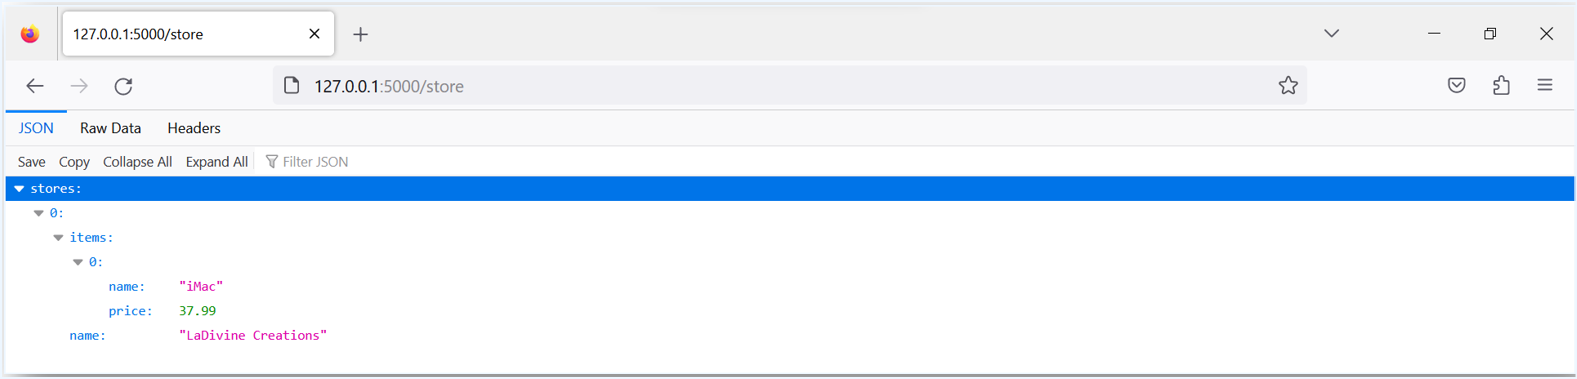 127.0.0.1:5000/store
127.0.0.1:5000/store
JSON Raw Data Headers
Save Copy Collapse All Expand All Filter JSON
stores:
0:
items:
0:
name: "iMac"
price: 37.99
name: "LaDivine Creations"